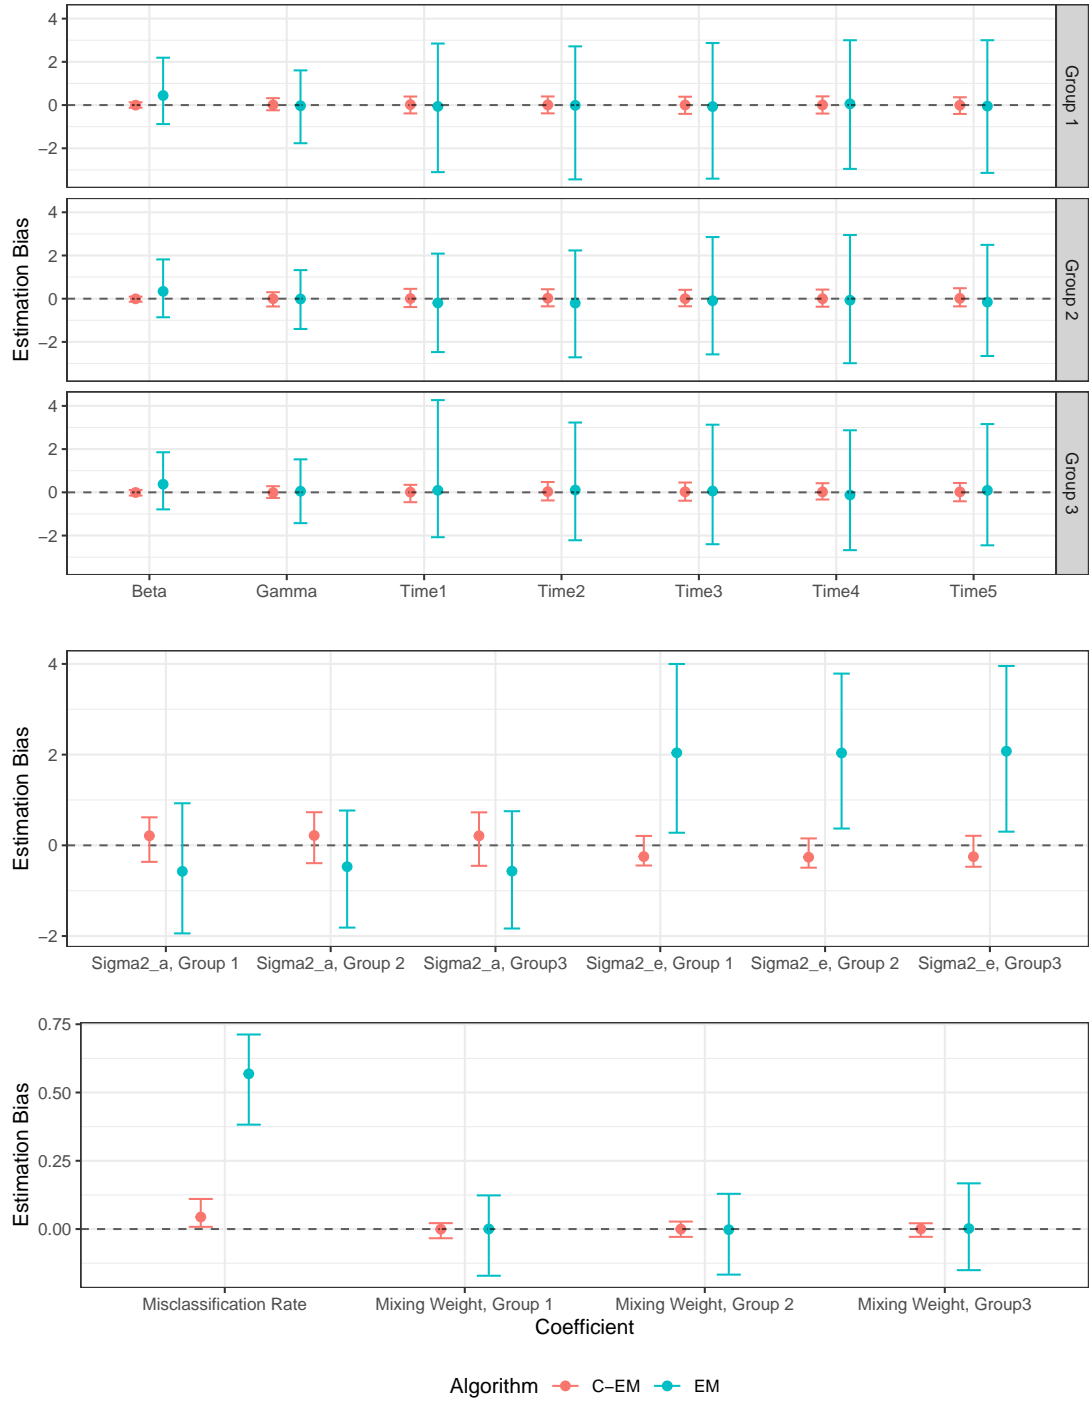 4
2
0
−2
Group 1
4
2
0
−2
Group 2
4
2
0
−2
Group 3
Estimation Bias
Beta Gamma Time1 Time2 Time3 Time4 Time5
4
2
0
−2
Estimation Bias
Sigma2_a, Group 1 Sigma2_a, Group 2 Sigma2_a, Group3 Sigma2_e, Group 1 Sigma2_e, Group 2 Sigma2_e, Group3
0.75
0.50
0.25
0.00
Estimation Bias
Misclassification Rate Mixing Weight, Group 1 Mixing Weight, Group 2 Mixing Weight, Group3
Coefficient
Algorithm C−EM EM